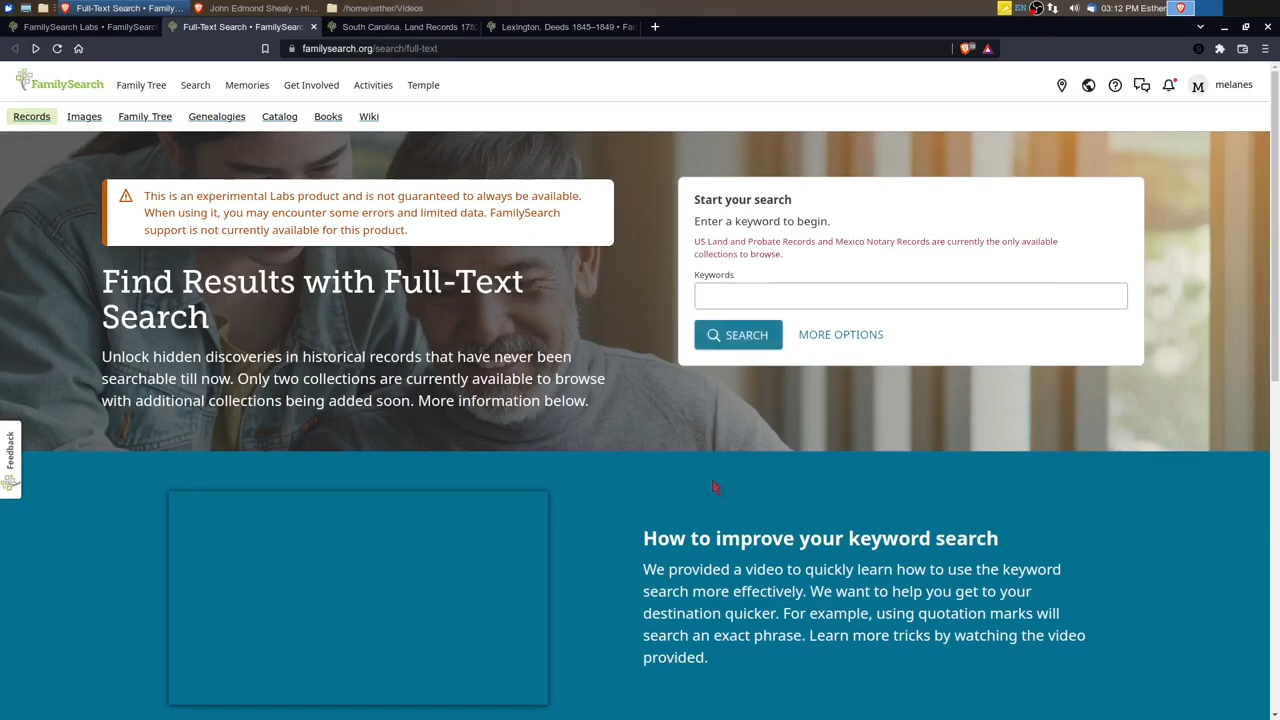 Full-Text Search • Family…
John Edmond Shealy - Hi…
/home/esther/Videos
EN
03:12 PM Esther
FamilySearch Labs • FamilySearch
Full-Text Search • FamilySearch
South Carolina. Land Records 178
Lexington. Deeds 1845–1849 • Fam
familysearch.org/search/full-text
FamilySearch
Family Tree
Search
Memories
Get Involved
Activities
Temple
M
melanes
Records
Images
Family Tree
Genealogies
Catalog
Books
Wiki
This is an experimental Labs product and is not guaranteed to always be available.
When using it, you may encounter some errors and limited data. FamilySearch
support is not currently available for this product.
Find Results with Full-Text
Search
Unlock hidden discoveries in historical records that have never been
searchable till now. Only two collections are currently available to browse
with additional collections being added soon. More information below.
Start your search
Enter a keyword to begin.
US Land and Probate Records and Mexico Notary Records are currently the only available
collections to browse.
Keywords
SEARCH
MORE OPTIONS
Feedback
How to improve your keyword search
We provided a video to quickly learn how to use the keyword
search more effectively. We want to help you get to your
destination quicker. For example, using quotation marks will
search an exact phrase. Learn more tricks by watching the video
provided.